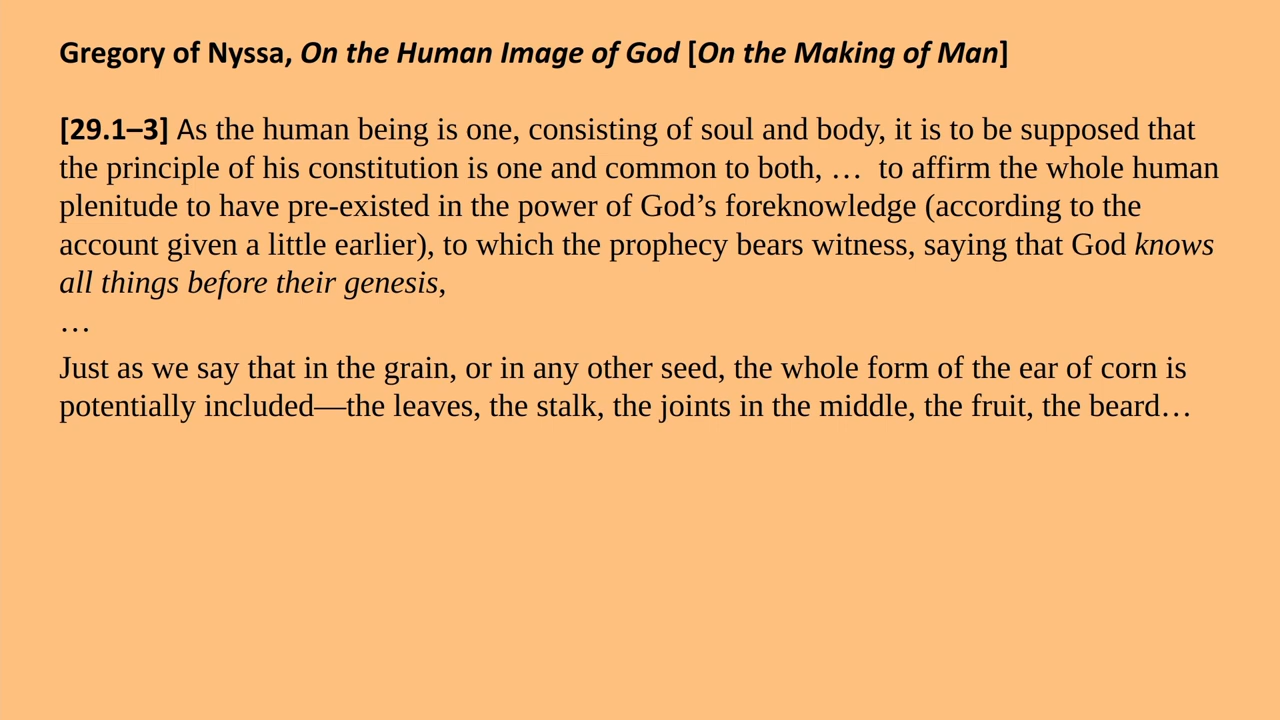 Gregory of Nyssa, On the Human Image of God [On the Making of Man]
[29.1–3] As the human being is one, consisting of soul and body, it is to be supposed that
the principle of his constitution is one and common to both, …  to affirm the whole human
plenitude to have pre-existed in the power of God’s foreknowledge (according to the
account given a little earlier), to which the prophecy bears witness, saying that God knows
all things before their genesis,
…
Just as we say that in the grain, or in any other seed, the whole form of the ear of corn is
potentially included—the leaves, the stalk, the joints in the middle, the fruit, the beard…